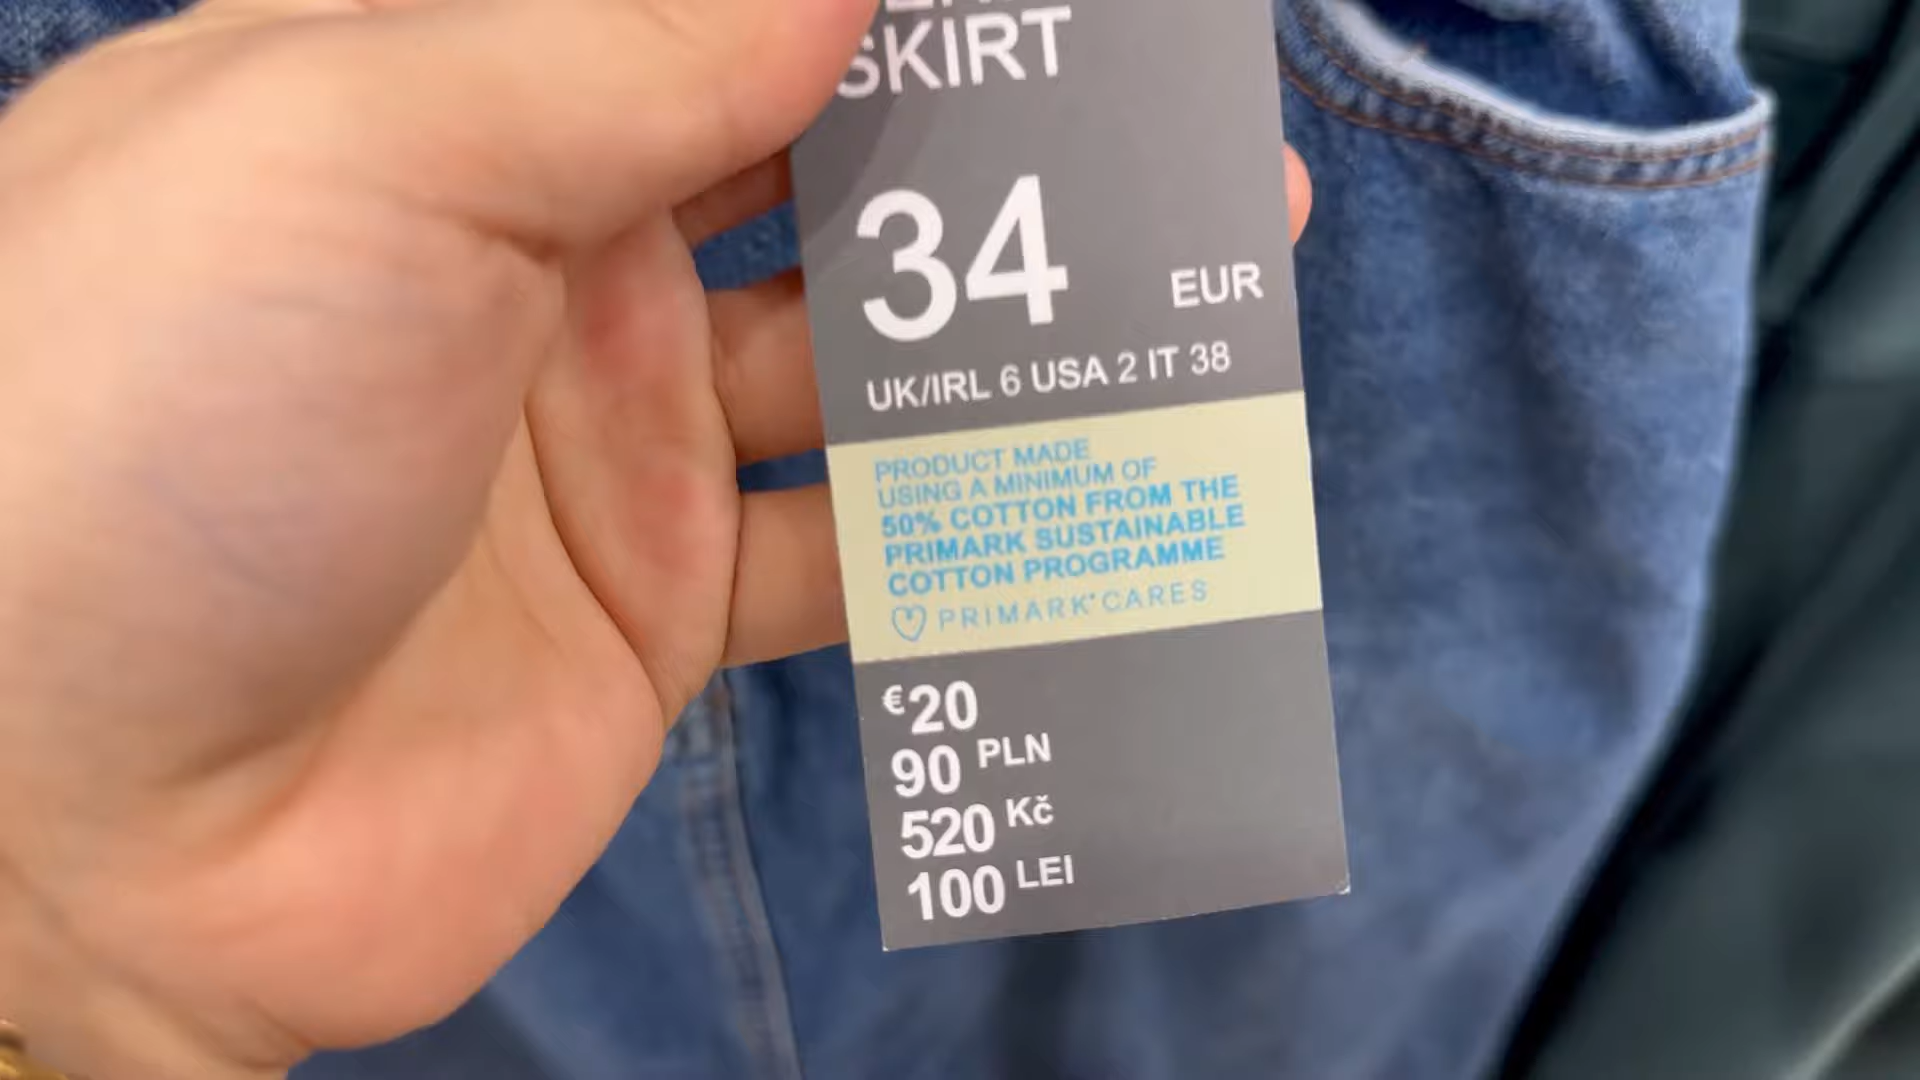 SKIRT
34 EUR
UK/IRL 6 USA 2 IT 38
PRODUCT MADE
USING A MINIMUM OF
50% COTTON FROM THE
PRIMARK SUSTAINABLE
COTTON PROGRAMME
PRIMARK® CARES
€20
90 PLN
520 Kč
100 LEI